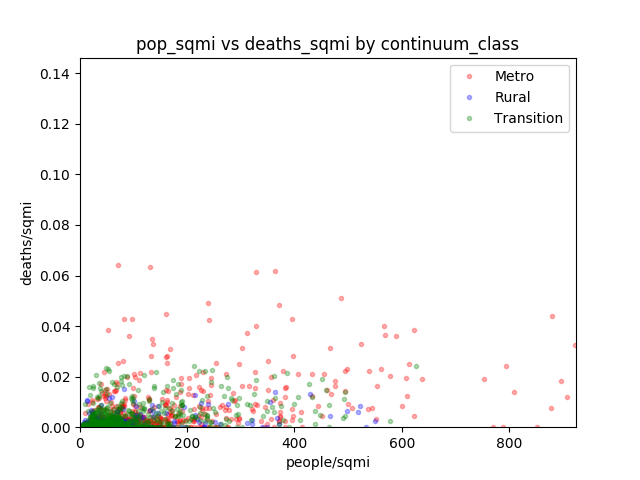 pop_sqmi vs deaths_sqmi by continuum_class
Metro
Rural
Transition
0.14
0.12
0.10
0.08
0.06
0.04
0.02
0.00
deaths/sqmi
0
200
400
600
800
people/sqmi